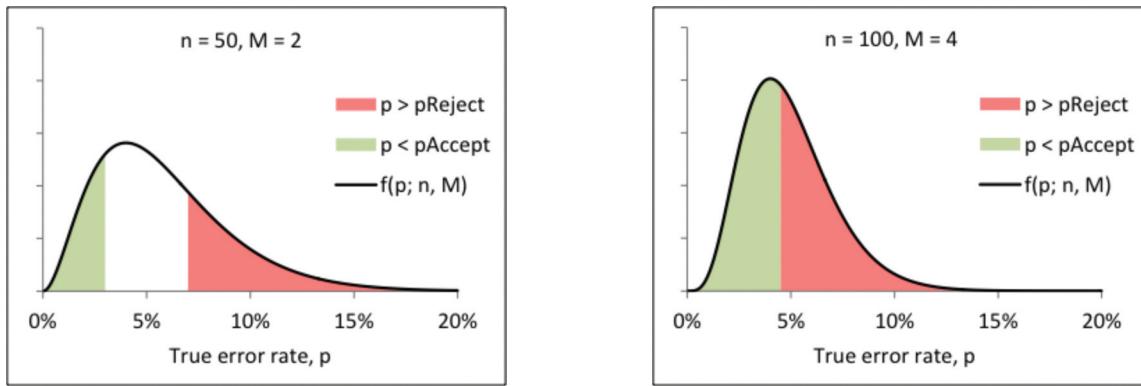 n = 50, M = 2
p > pReject
p < pAccept
f(p; n, M)
0%
5%
10%
15%
20%
True error rate, p
n = 100, M = 4
p > pReject
p < pAccept
f(p; n, M)
0%
5%
10%
15%
20%
True error rate, p